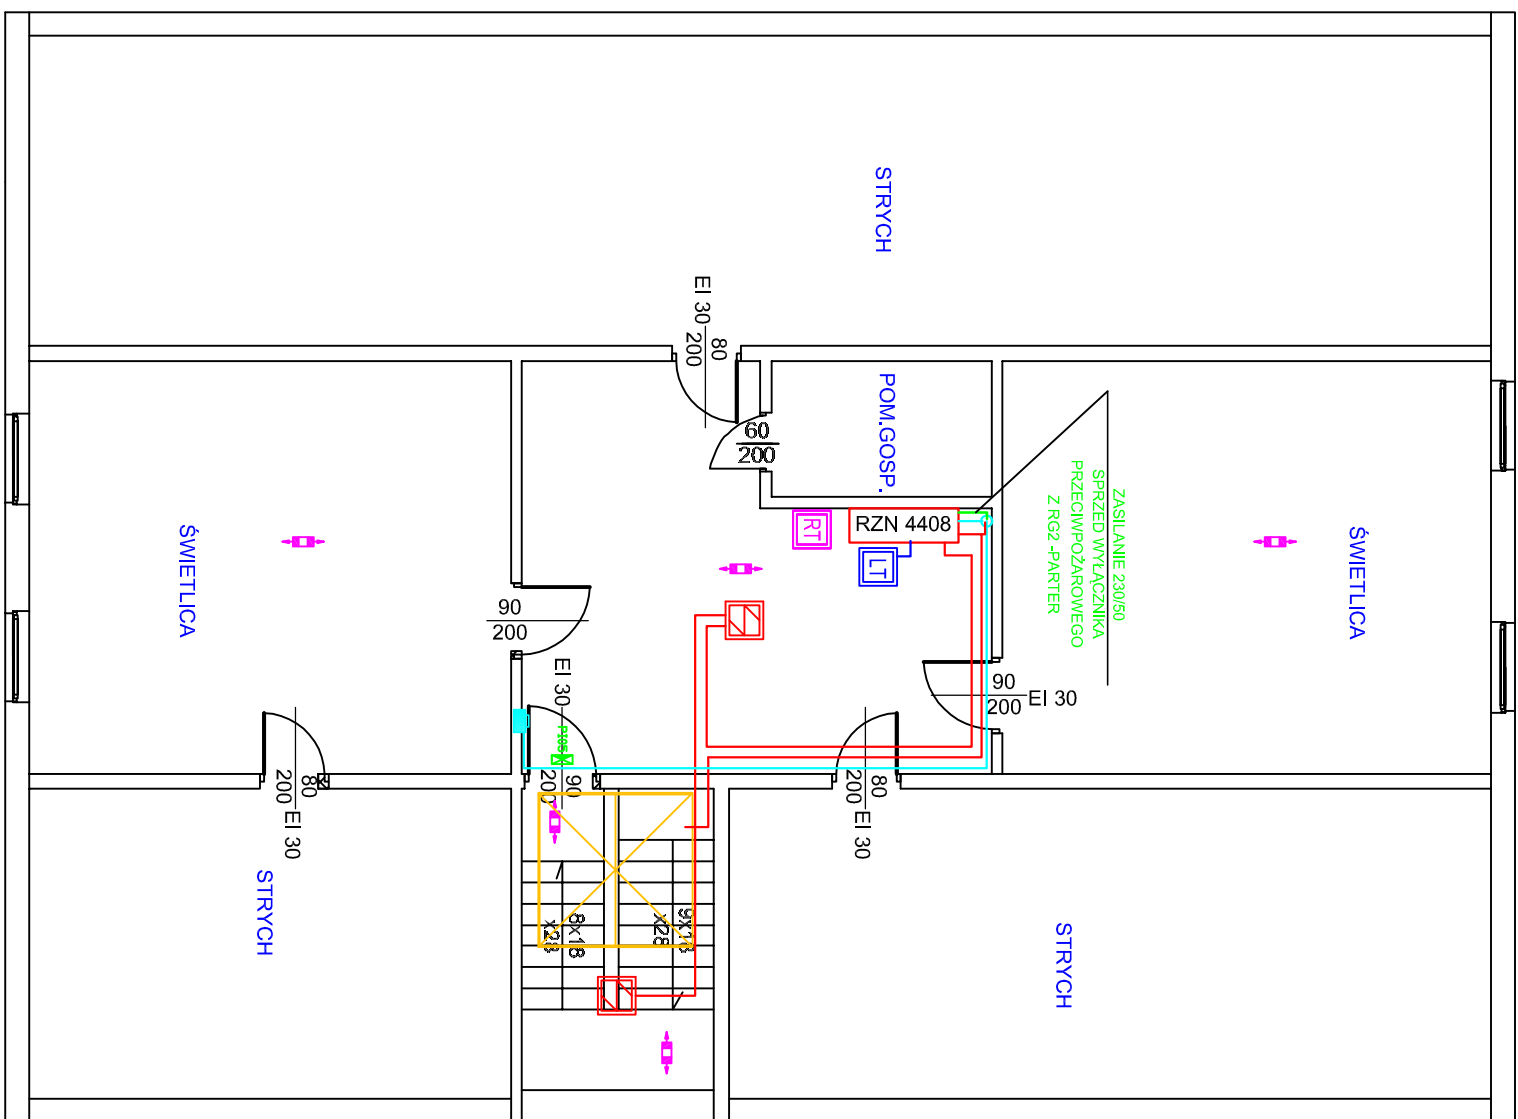 STRYCH
EI 30
80
200
60
200
POM.GOSP.
ZASILANIE 230/50
SPRZED WYŁĄCZNIKA
PRZECIWPOŻAROWEGO
Z RG2 -PARTER
RT
RZN 4408
LT
ŚWIETLICA
ŚWIETLICA
90
200
EI 30
90
200
90
200
EI 30
80
200
EI 30
80
200
EI 30
STRYCH
8x18
x28
9x18
x28
STRYCH